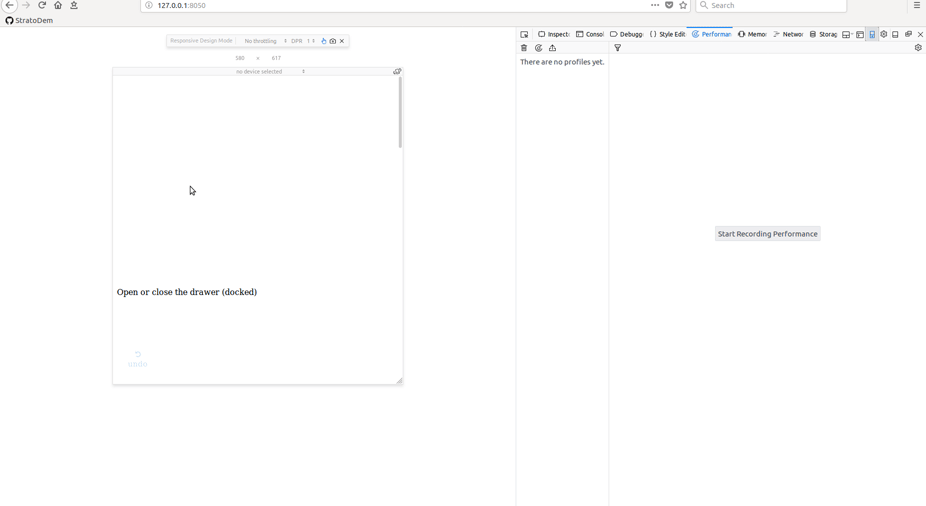 127.0.0.1:8050
Search
StratoDem
Responsive Design Mode No throttling DPR 1
580 × 617
no device selected
Open or close the drawer (docked)
undo
Inspect Conso Debugg Style Edit Performan Memo Netwo Storag
There are no profiles yet.
Start Recording Performance